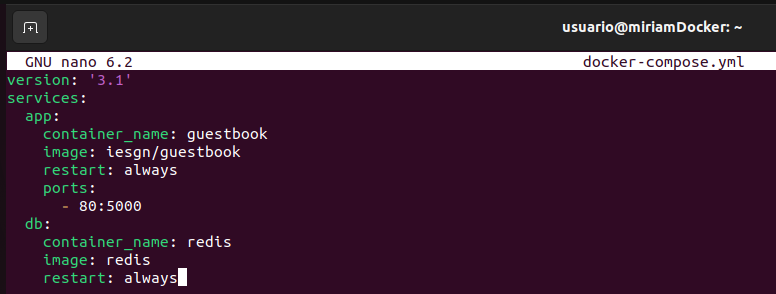 usuario@miriamDocker: ~
GNU nano 6.2 docker-compose.yml
version: '3.1'
services:
  app:
    container_name: guestbook
    image: iesgn/guestbook
    restart: always
    ports:
      - 80:5000
  db:
    container_name: redis
    image: redis
    restart: always